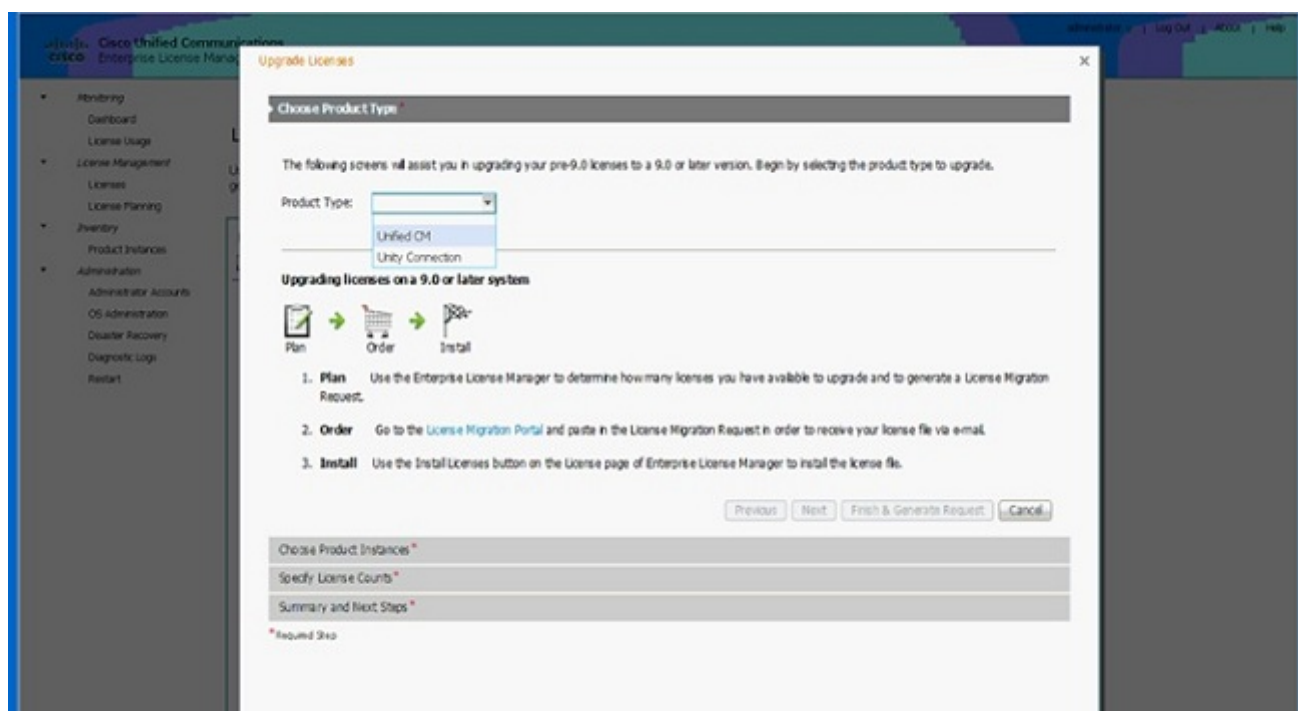 Cisco Unified Communications
cisco Enterprise License Manag
administrator | Log Out | About | Help
Monitoring
Dashboard
License Usage
License Management
Licenses
License Planning
Inventory
Product Instances
Administration
Administrator Accounts
OS Administration
Disaster Recovery
Diagnostic Logs
Restart
Upgrade Licenses
Choose Product Type *
The following screens will assist you in upgrading your pre-9.0 licenses to a 9.0 or later version. Begin by selecting the product type to upgrade.
Product Type:
Unified CM
Unity Connection
Upgrading licenses on a 9.0 or later system
Plan Order Install
1. Plan Use the Enterprise License Manager to determine how many licenses you have available to upgrade and to generate a License Migration
Request.
2. Order Go to the License Migration Portal and paste in the License Migration Request in order to receive your license file via e-mail.
3. Install Use the Install Licenses button on the License page of Enterprise License Manager to install the license file.
Previous Next Finish & Generate Request Cancel
Choose Product Instances *
Specify License Counts *
Summary and Next Steps *
* Required Step